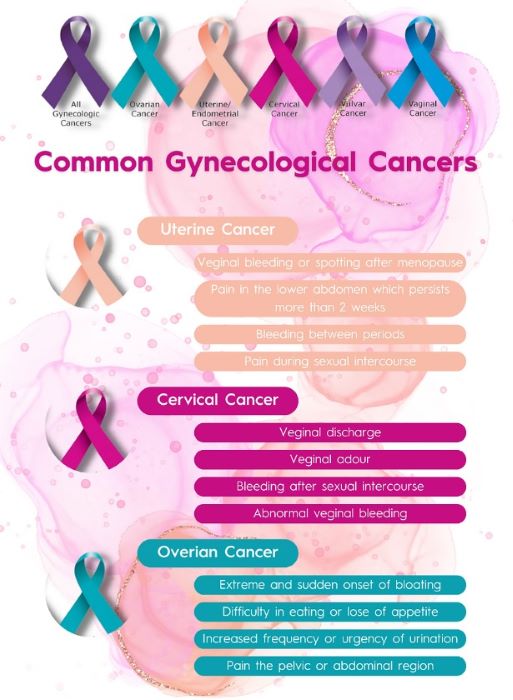 All
Gynecologic
Cancers
Ovarian
Cancer
Uterine/
Endometrial
Cancer
Cervical
Cancer
Vulvar
Cancer
Vaginal
Cancer
Common Gynecological Cancers
Uterine Cancer
Veginal bleeding or spotting after menopause
Pain in the lower abdomen which persists
more than 2 weeks
Bleeding between periods
Pain during sexual intercourse
Cervical Cancer
Veginal discharge
Veginal odour
Bleeding after sexual intercourse
Abnormal veginal bleeding
Overian Cancer
Extreme and sudden onset of bloating
Difficulty in eating or lose of appetite
Increased frequency or urgency of urination
Pain the pelvic or abdominal region